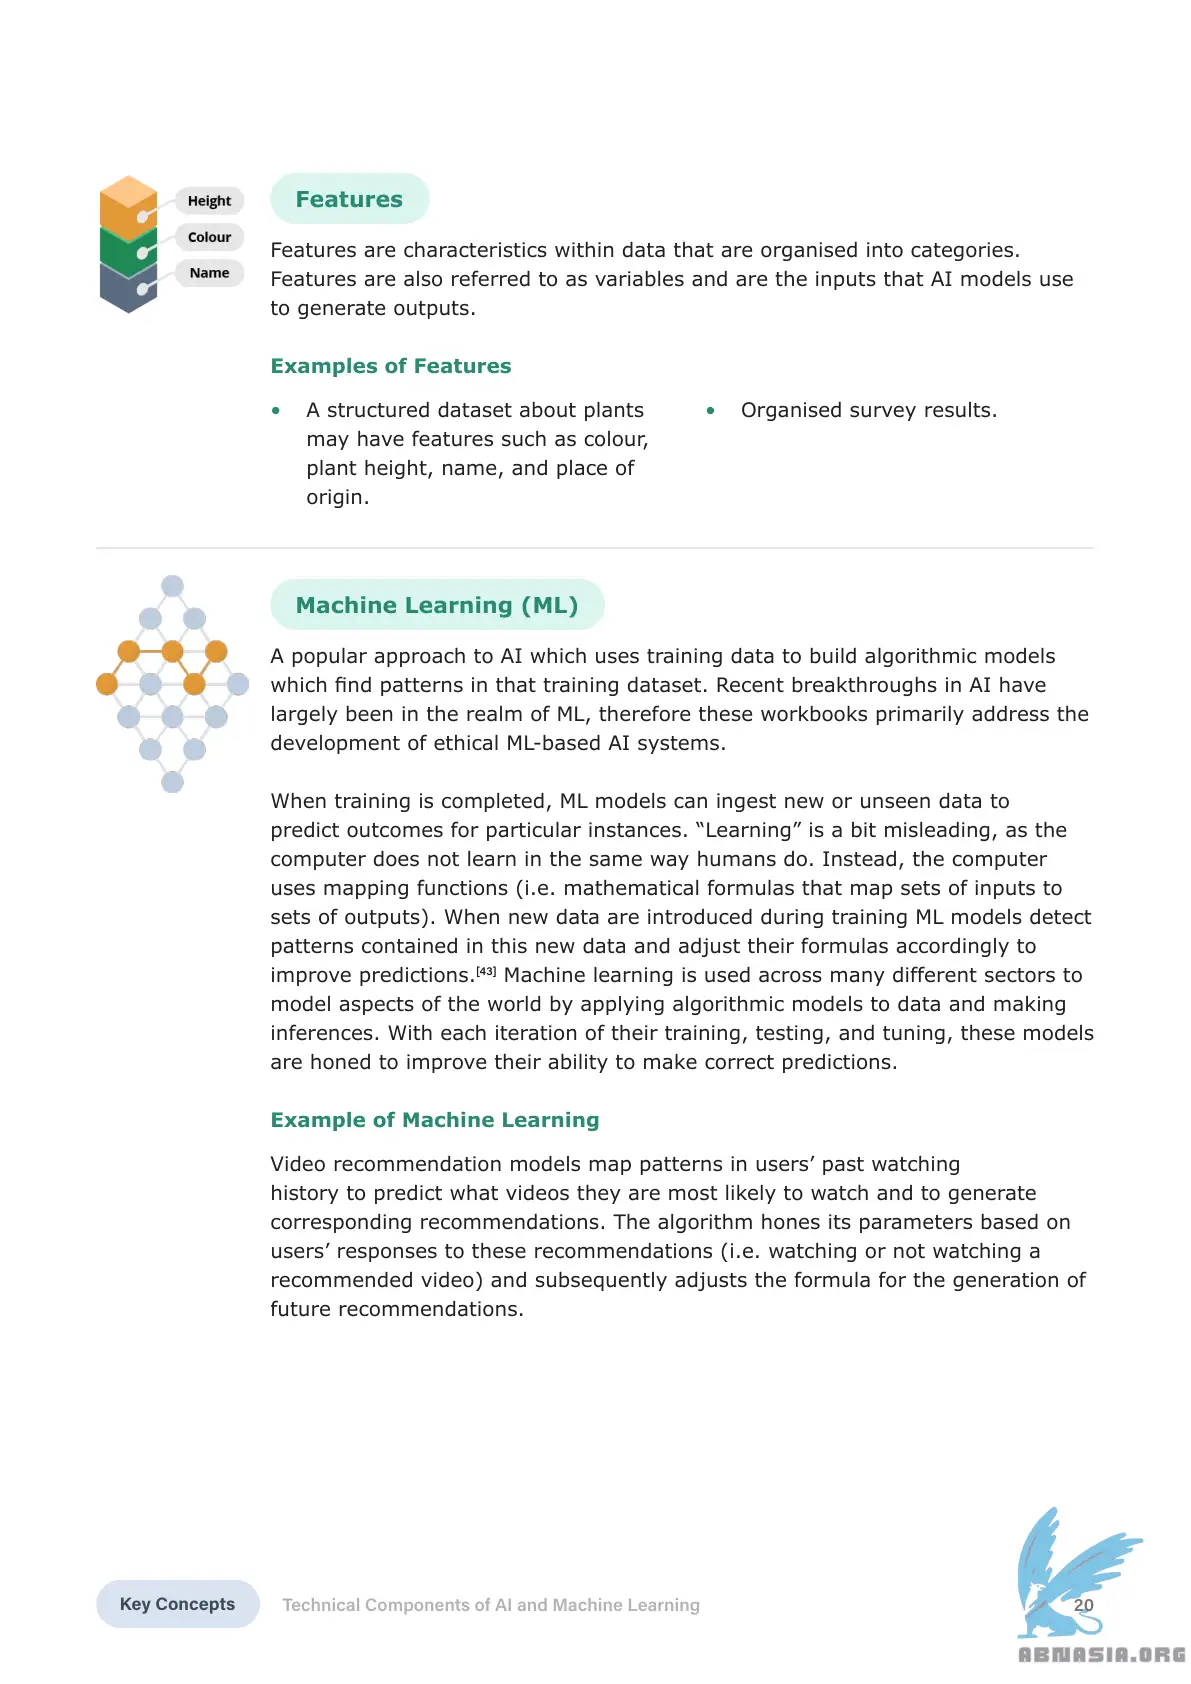 Height
Colour
Name
Features
Features are characteristics within data that are organised into categories.
Features are also referred to as variables and are the inputs that AI models use
to generate outputs.
Examples of Features
• A structured dataset about plants
may have features such as colour,
plant height, name, and place of
origin.
• Organised survey results.
Machine Learning (ML)
A popular approach to AI which uses training data to build algorithmic models
which find patterns in that training dataset. Recent breakthroughs in AI have
largely been in the realm of ML, therefore these workbooks primarily address the
development of ethical ML-based AI systems.
When training is completed, ML models can ingest new or unseen data to
predict outcomes for particular instances. “Learning” is a bit misleading, as the
computer does not learn in the same way humans do. Instead, the computer
uses mapping functions (i.e. mathematical formulas that map sets of inputs to
sets of outputs). When new data are introduced during training ML models detect
patterns contained in this new data and adjust their formulas accordingly to
improve predictions.[43] Machine learning is used across many different sectors to
model aspects of the world by applying algorithmic models to data and making
inferences. With each iteration of their training, testing, and tuning, these models
are honed to improve their ability to make correct predictions.
Example of Machine Learning
Video recommendation models map patterns in users’ past watching
history to predict what videos they are most likely to watch and to generate
corresponding recommendations. The algorithm hones its parameters based on
users’ responses to these recommendations (i.e. watching or not watching a
recommended video) and subsequently adjusts the formula for the generation of
future recommendations.
Key Concepts
Technical Components of AI and Machine Learning
20
ABNASIA.ORG